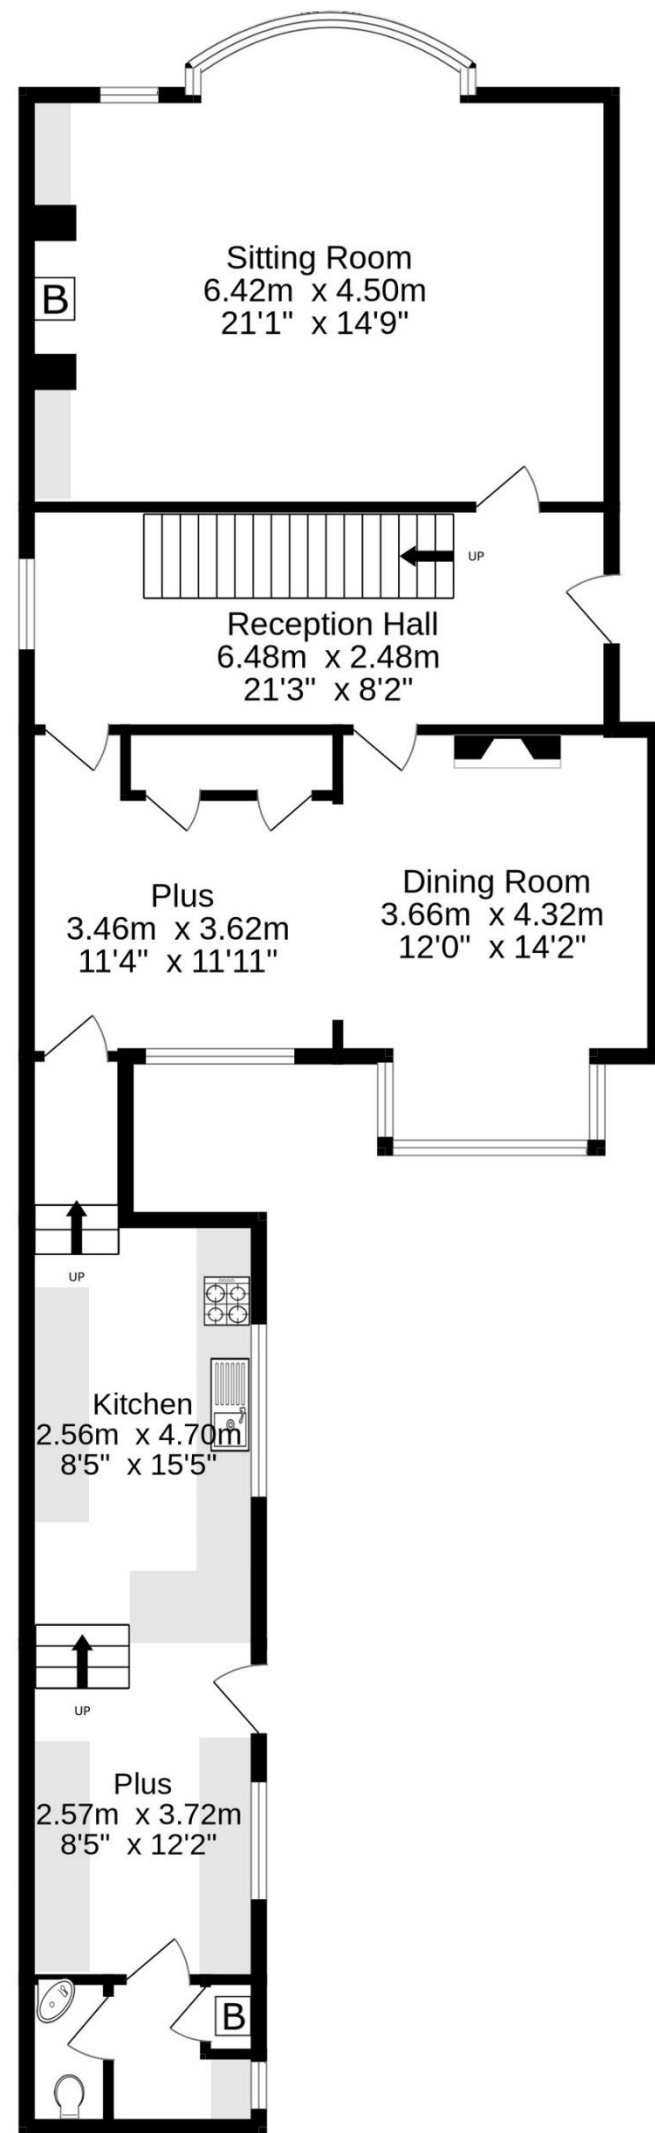 Sitting Room
6.42m x 4.50m
21'1" x 14'9"
B
UP
Reception Hall
6.48m x 2.48m
21'3" x 8'2"
Plus
3.46m x 3.62m
11'4" x 11'11"
Dining Room
3.66m x 4.32m
12'0" x 14'2"
UP
Kitchen
2.56m x 4.70m
8'5" x 15'5"
UP
Plus
2.57m x 3.72m
8'5" x 12'2"
B